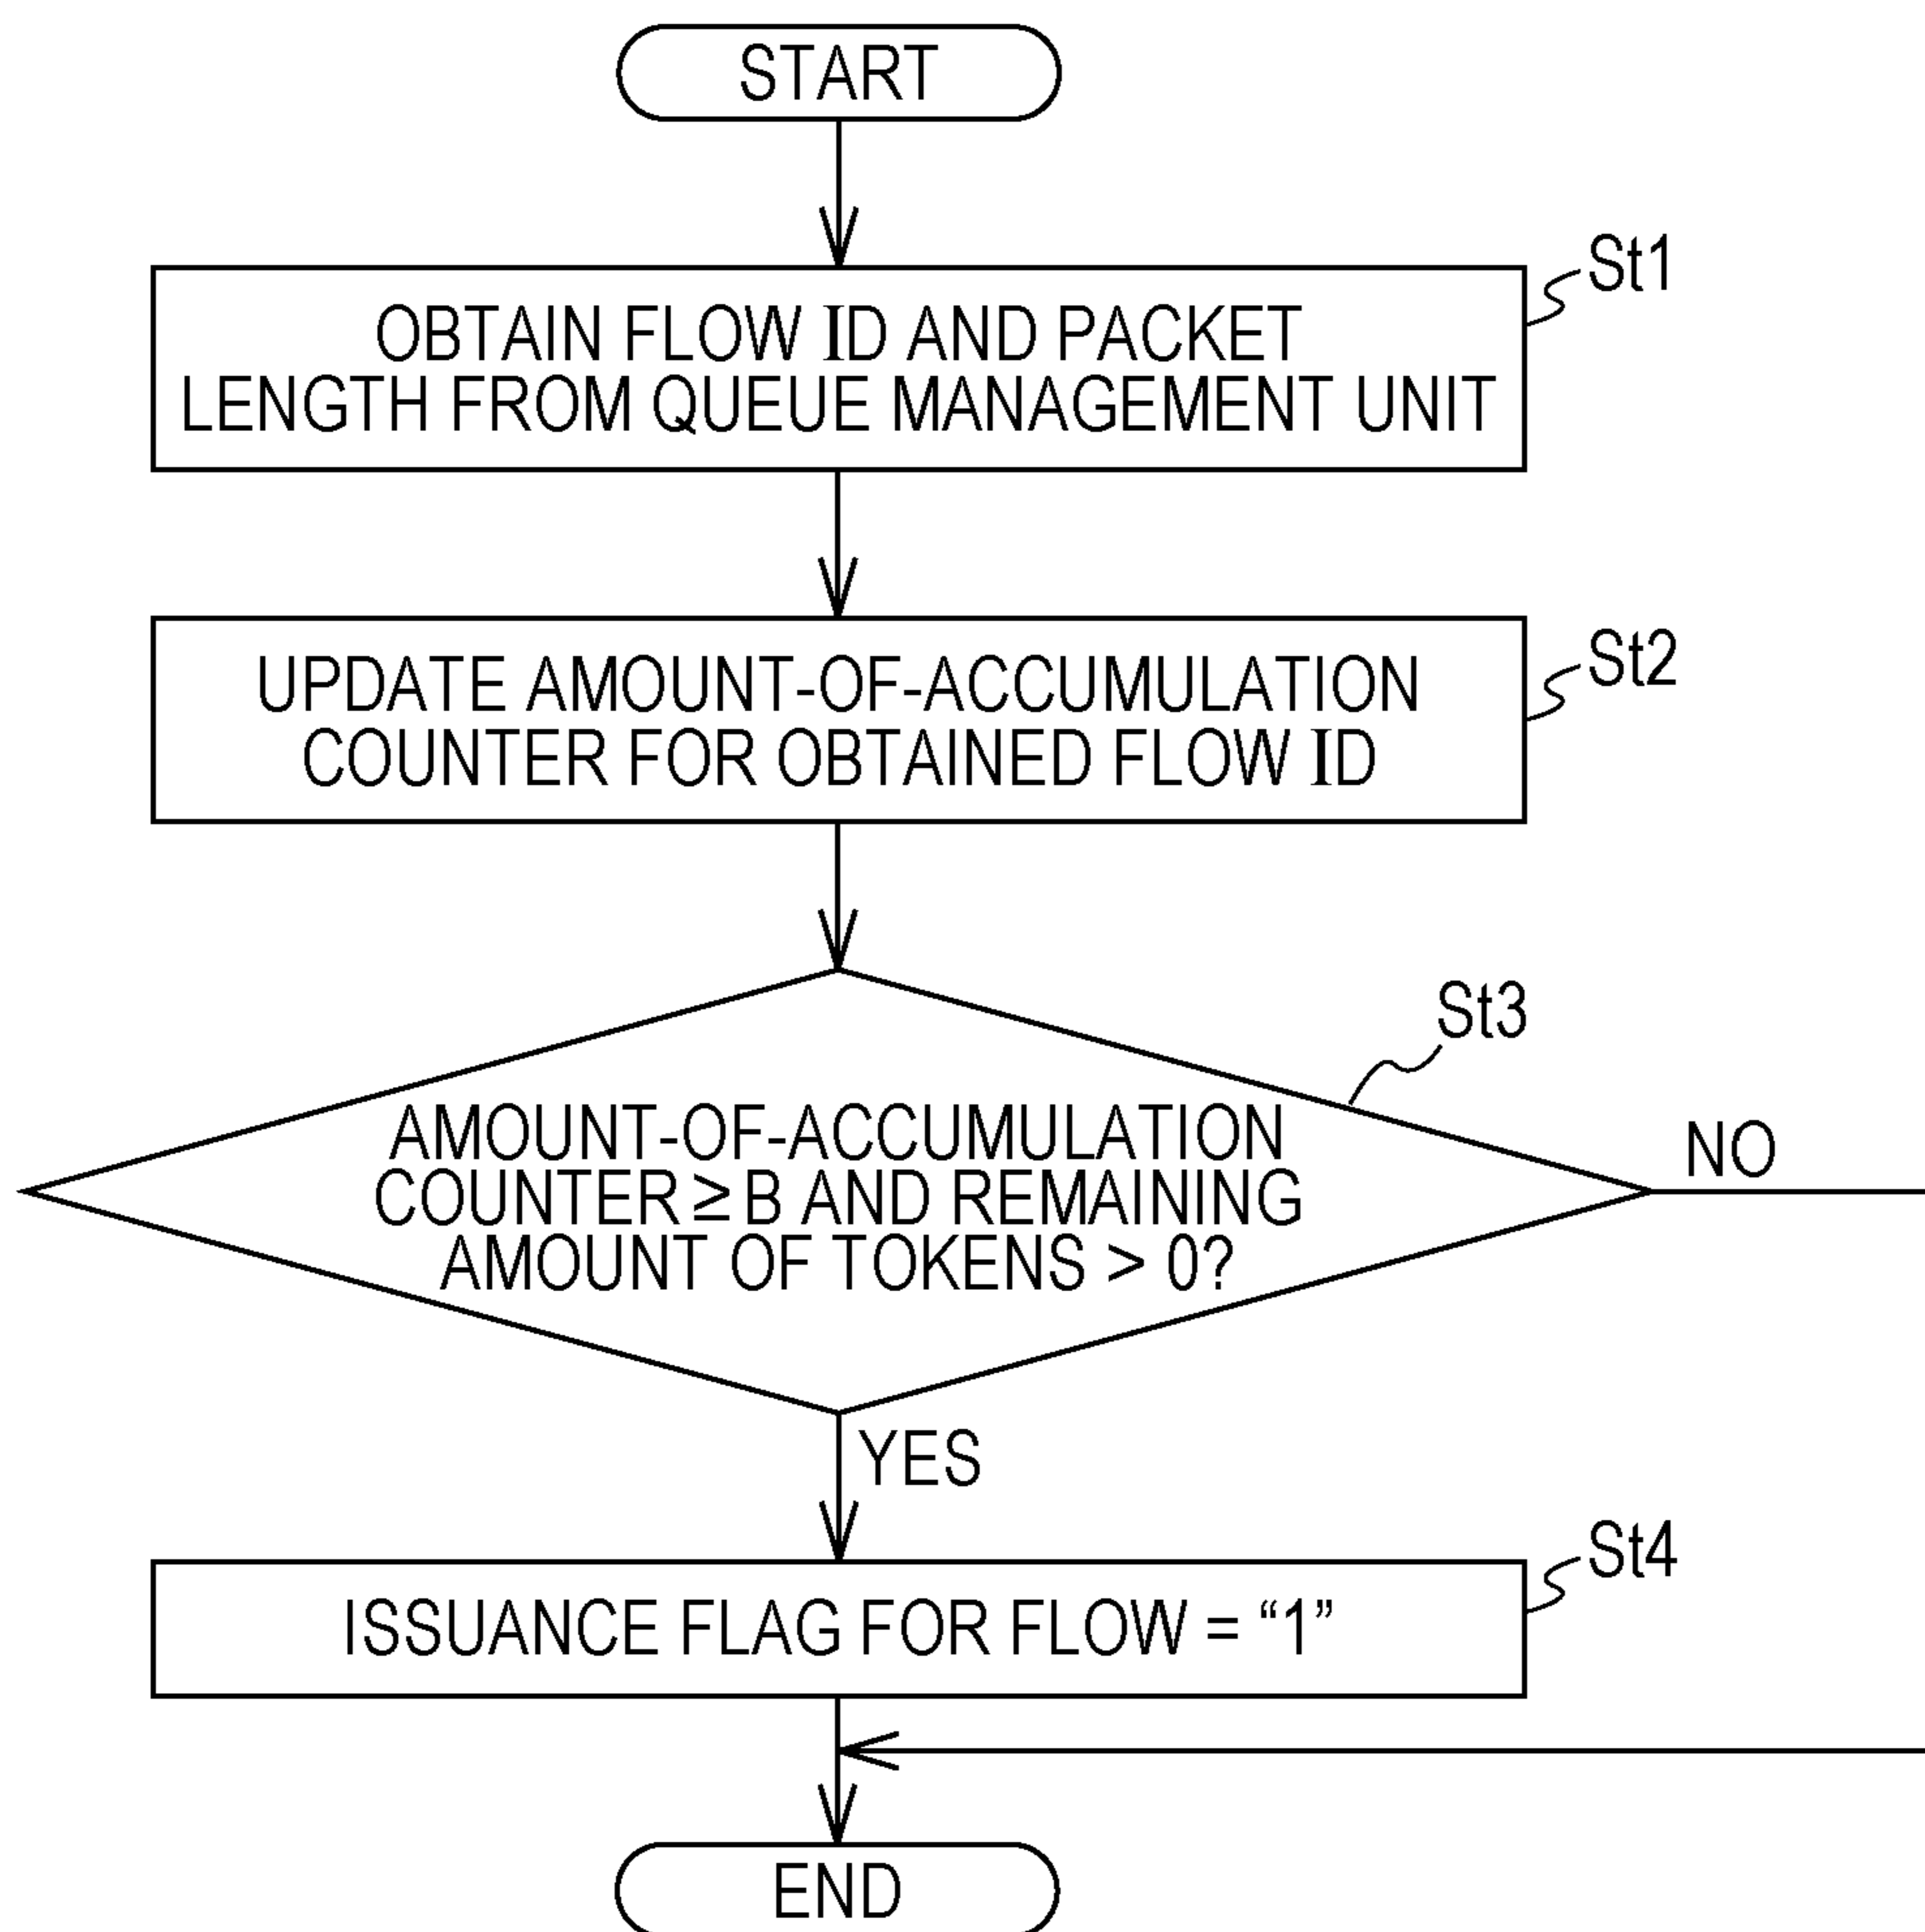 START
St1
OBTAIN FLOW ID AND PACKET
LENGTH FROM QUEUE MANAGEMENT UNIT
St2
UPDATE AMOUNT-OF-ACCUMULATION
COUNTER FOR OBTAINED FLOW ID
St3
AMOUNT-OF-ACCUMULATION
COUNTER ≥ B AND REMAINING
AMOUNT OF TOKENS > 0?
NO
YES
St4
ISSUANCE FLAG FOR FLOW = “1”
END